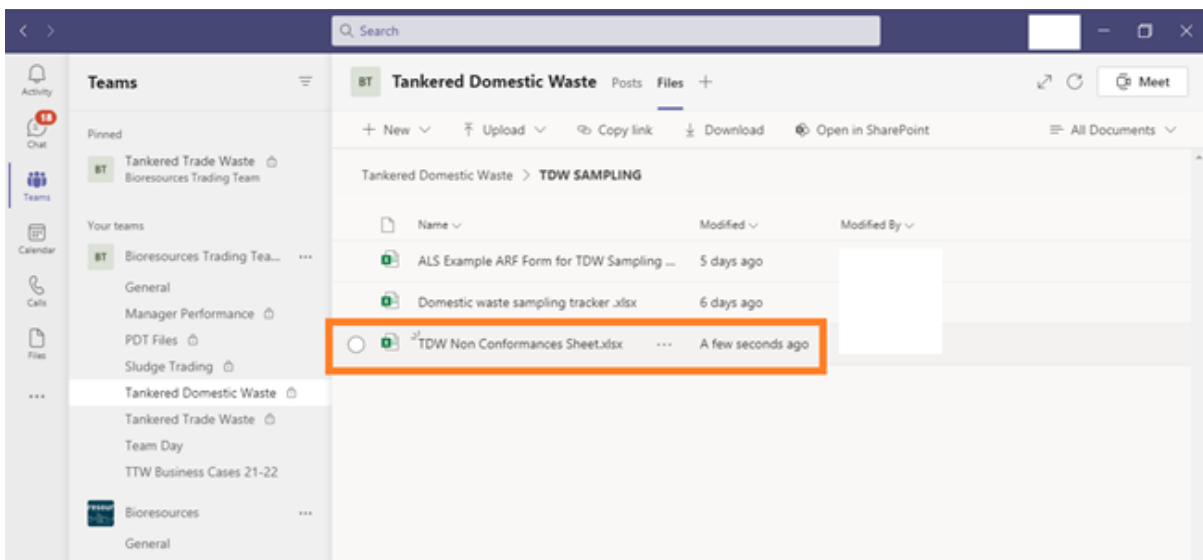 Search
Activity
18
Chat
Teams
Calendar
Calls
Files
Teams
Pinned
BT
Tankered Trade Waste
Bioresources Trading Team
Your teams
BT Bioresources Trading Tea... ...
General
Manager Performance
PDT Files
Sludge Trading
Tankered Domestic Waste
Tankered Trade Waste
Team Day
TTW Business Cases 21-22
Bioresources ...
General
BT Tankered Domestic Waste Posts Files +
Meet
+ New Upload Copy link Download Open in SharePoint All Documents
Tankered Domestic Waste > TDW SAMPLING
Name Modified Modified By
ALS Example ARF Form for TDW Sampling ... 5 days ago
Domestic waste sampling tracker .xlsx 6 days ago
TDW Non Conformances Sheet.xlsx ... A few seconds ago